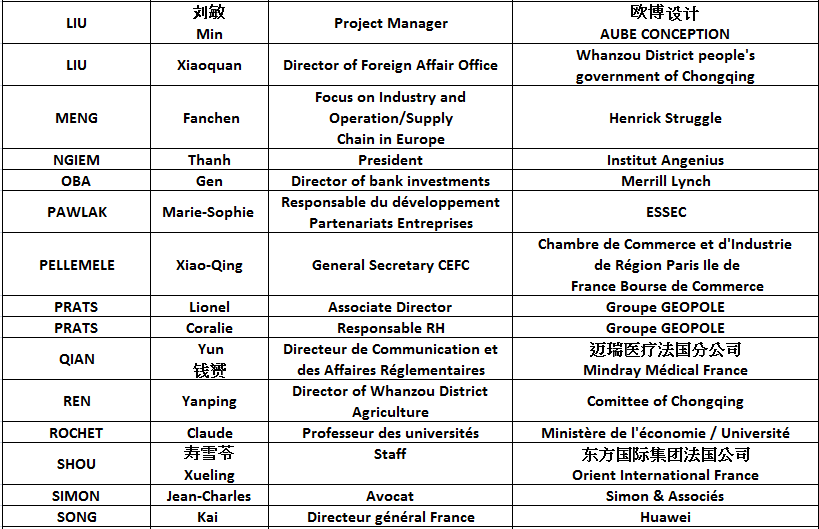 LIU 刘敏 Min Project Manager 欧博设计 AUBE CONCEPTION
LIU Xiaoquan Director of Foreign Affair Office Whanzou District people's government of Chongqing
MENG Fanchen Focus on Industry and Operation/Supply Chain in Europe Henrick Struggle
NGIEM Thanh President Institut Angenius
OBA Gen Director of bank investments Merrill Lynch
PAWLAK Marie-Sophie Responsable du développement Partenariats Entreprises ESSEC
PELLEMELE Xiao-Qing General Secretary CEFC Chambre de Commerce et d'Industrie de Région Paris Ile de France Bourse de Commerce
PRATS Lionel Associate Director Groupe GEOPOLE
PRATS Coralie Responsable RH Groupe GEOPOLE
QIAN Yun 钱赟 Directeur de Communication et des Affaires Réglementaires 迈瑞医疗法国分公司 Mindray Médical France
REN Yanping Director of Whanzou District Agriculture Comittee of Chongqing
ROCHET Claude Professeur des universités Ministère de l'économie / Université
SHOU 寿雪苓 Xueling Staff 东方国际集团法国公司 Orient International France
SIMON Jean-Charles Avocat Simon & Associés
SONG Kai Directeur général France Huawei